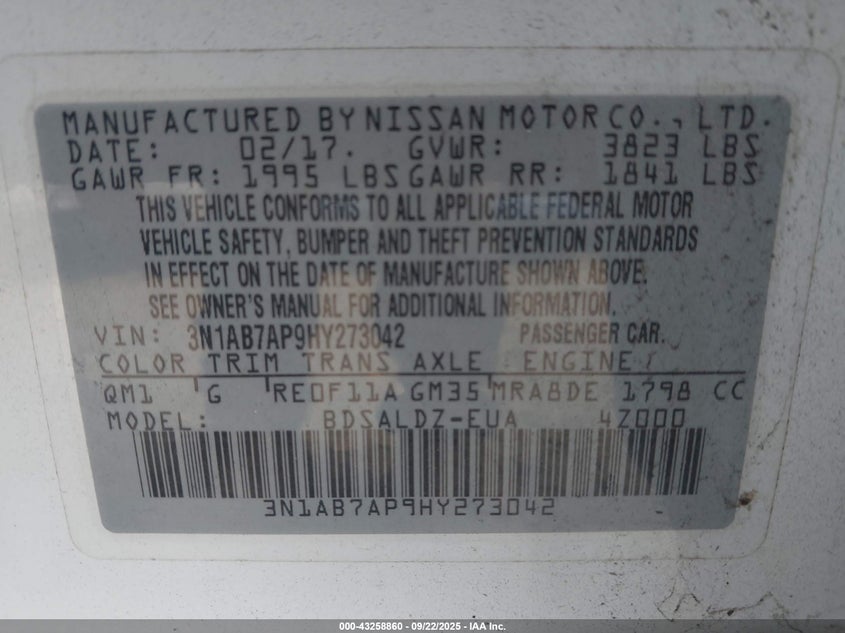 MANUFACTURED BY NISSAN MOTOR CO., LTD.
DATE: 02/17. GVWR: 3823 LBS
GAWR FR: 1995 LBS GAWR RR: 1841 LBS
THIS VEHICLE CONFORMS TO ALL APPLICABLE FEDERAL MOTOR
VEHICLE SAFETY, BUMPER AND THEFT PREVENTION STANDARDS
IN EFFECT ON THE DATE OF MANUFACTURE SHOWN ABOVE.
SEE OWNER'S MANUAL FOR ADDITIONAL INFORMATION.
VIN: 3N1AB7AP9HY273042 PASSENGER CAR.
COLOR TRIM TRANS AXLE ENGINE
QM1 G RE0F11A GM35 MRA8DE 1798 CC
MODEL: BDSALDZ-EUA 4Z000
3N1AB7AP9HY273042
000-43258860 - 09/22/2025 - IAA Inc.